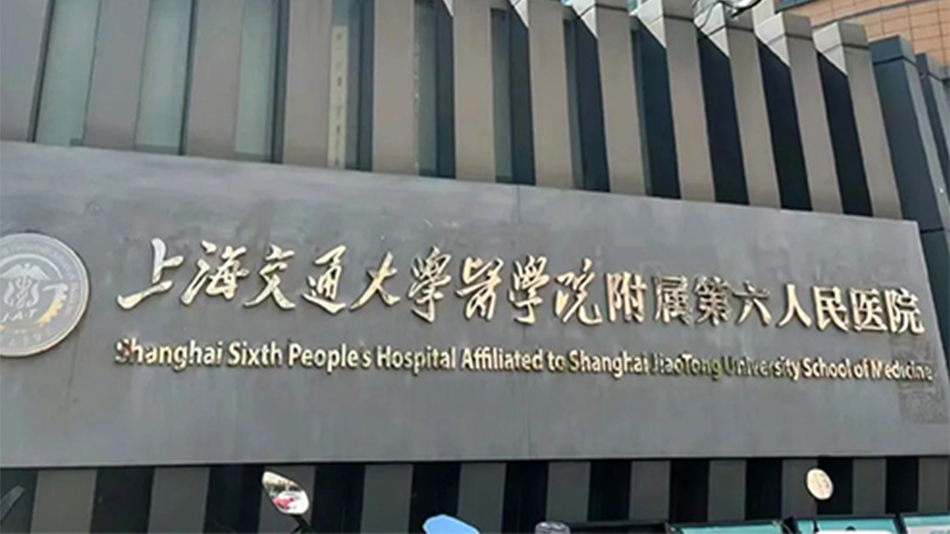 上海交通大學醫學院附属第六人民医院
Shanghai Sixth People's Hospital Affiliated to Shanghai JiaoTong University School of Medicine